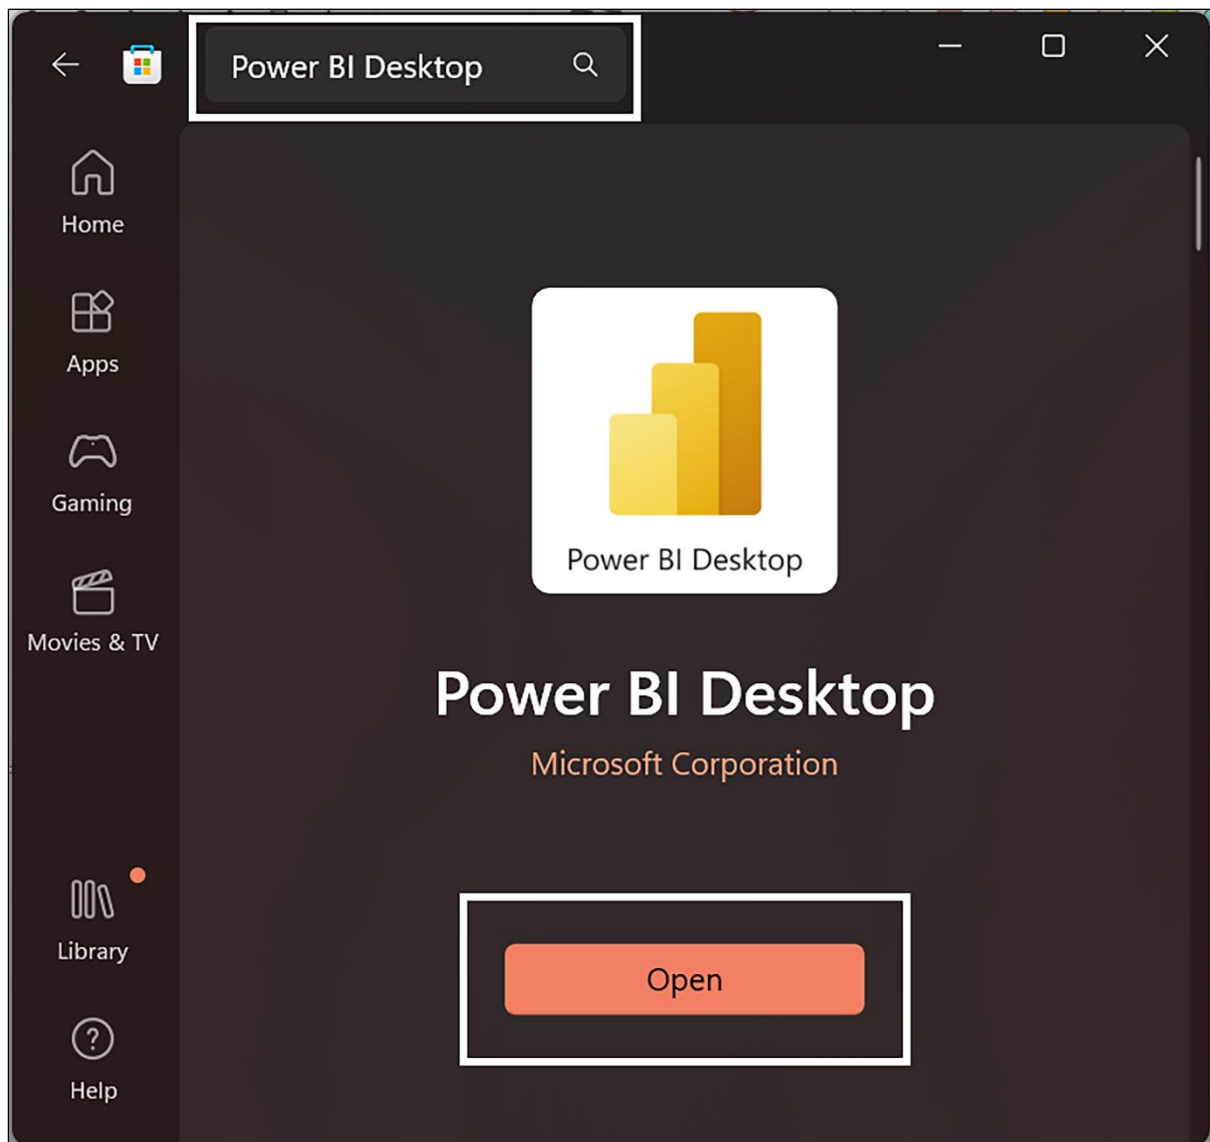 Power BI Desktop
Home
Apps
Gaming
Movies & TV
Library
Help
Power BI Desktop
Power BI Desktop
Microsoft Corporation
Open